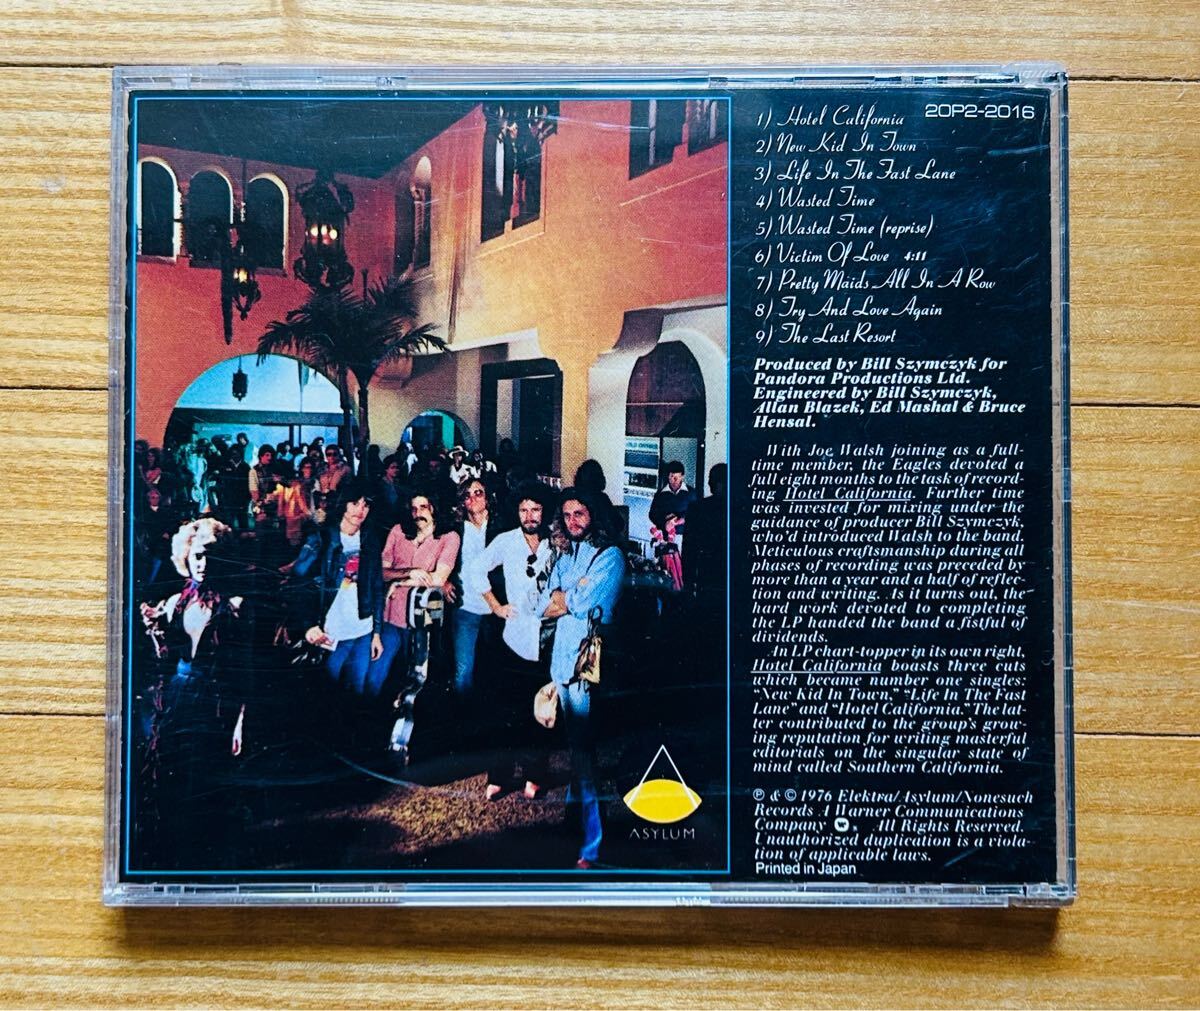 20P2-2016
1) Hotel California
2) New Kid In Town
3) Life In The Fast Lane
4) Wasted Time
5) Wasted Time (reprise)
6) Victim Of Love 4:11
7) Pretty Maids All In A Row
8) Try And Love Again
9) The Last Resort
Produced by Bill Szymczyk for
Pandora Productions Ltd.
Engineered by Bill Szymczyk,
Allan Blazek, Ed Mashal & Bruce
Hensal.
With Joe Walsh joining as a full-
time member, the Eagles devoted a
full eight months to the task of record-
ing Hotel California. Further time
was invested for mixing under the
guidance of producer Bill Szymczyk,
who'd introduced Walsh to the band.
Meticulous craftsmanship during all
phases of recording was preceded by
more than a year and a half of reflec-
tion and writing. As it turns out, the
hard work devoted to completing
the LP handed the band a fistful of
dividends.
An LP chart-topper in its own right,
Hotel California boasts three cuts
which became number one singles:
"New Kid In Town," "Life In The Fast
Lane" and "Hotel California." The lat-
ter contributed to the group's grow-
ing reputation for writing masterful
editorials on the singular state of
mind called Southern California.
℗ & © 1976 Elektra/Asylum/Nonesuch
Records A Warner Communications
Company. All Rights Reserved.
Unauthorized duplication is a viola-
tion of applicable laws.
Printed in Japan
ASYLUM